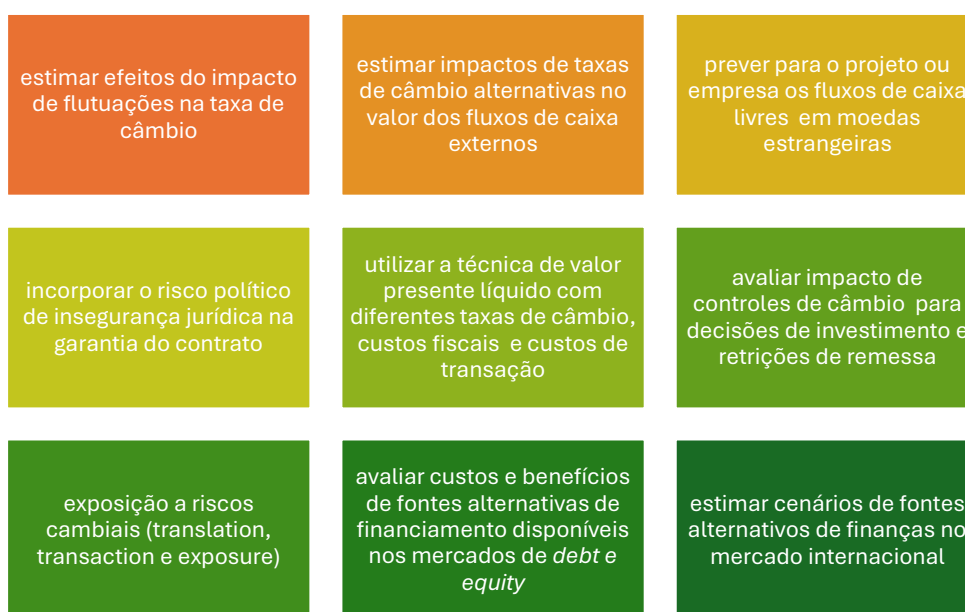 estimar efeitos do impacto
de flutuações na taxa de
câmbio
estimar impactos de taxas
de câmbio alternativas no
valor dos fluxos de caixa
externos
prever para o projeto ou
empresa os fluxos de caixa
livres em moedas
estrangeiras
incorporar o risco político
de insegurança jurídica na
garantia do contrato
utilizar a técnica de valor
presente líquido com
diferentes taxas de câmbio,
custos fiscais e custos de
transação
avaliar impacto de
controles de câmbio para
decisões de investimento e
retrições de remessa
exposição a riscos
cambiais (translation,
transaction e exposure)
avaliar custos e benefícios
de fontes alternativas de
financiamento disponíveis
nos mercados de debt e
equity
estimar cenários de fontes
alternativos de finanças no
mercado internacional